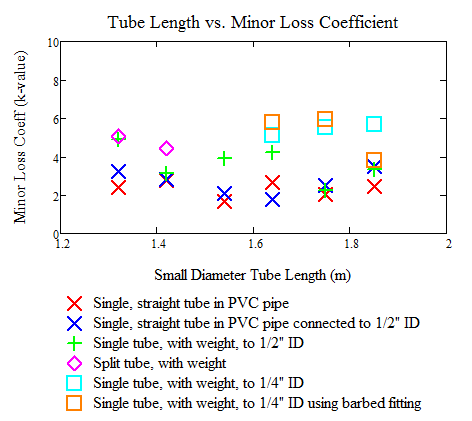 Tube Length vs. Minor Loss Coefficient
Minor Loss Coeff (k-value)
10
8
6
4
2
0
1.2
1.4
1.6
1.8
2
Small Diameter Tube Length (m)
Single, straight tube in PVC pipe
Single, straight tube in PVC pipe connected to 1/2" ID
Single tube, with weight, to 1/2" ID
Split tube, with weight
Single tube, with weight, to 1/4" ID
Single tube, with weight, to 1/4" ID using barbed fitting